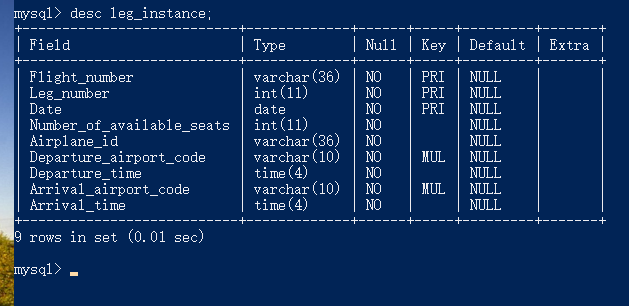 mysql> desc leg_instance;
+-------------------------+-------------+------+-----+---------+-------+
| Field                   | Type        | Null | Key | Default | Extra |
+-------------------------+-------------+------+-----+---------+-------+
| Flight_number           | varchar(36) | NO   | PRI | NULL    |       |
| Leg_number              | int(11)     | NO   | PRI | NULL    |       |
| Date                    | date        | NO   | PRI | NULL    |       |
| Number_of_available_seats | int(11)     | NO   |     | NULL    |       |
| Airplane_id             | varchar(36) | NO   |     | NULL    |       |
| Departure_airport_code  | varchar(10) | NO   | MUL | NULL    |       |
| Departure_time          | time(4)     | NO   |     | NULL    |       |
| Arrival_airport_code    | varchar(10) | NO   | MUL | NULL    |       |
| Arrival_time            | time(4)     | NO   |     | NULL    |       |
+-------------------------+-------------+------+-----+---------+-------+
9 rows in set (0.01 sec)
mysql>